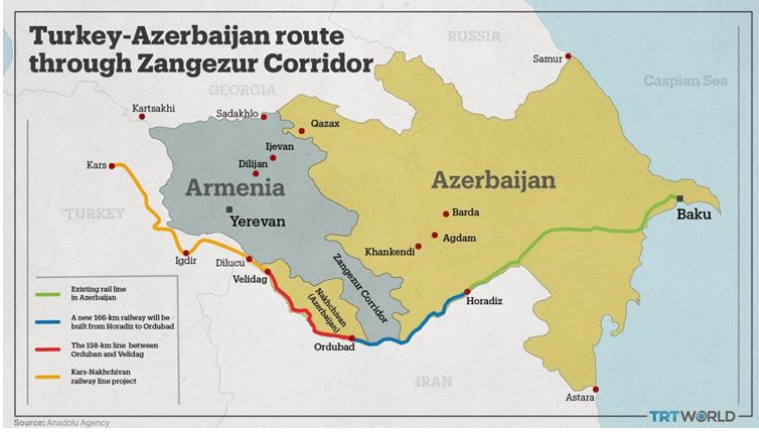 Turkey-Azerbaijan route
through Zangezur Corridor
RUSSIA
Samur
Caspian Sea
GEORGIA
Kartsakhi
Sadakhlo
Qazax
Ijevan
Dilijan
Kars
Armenia
Azerbaijan
TURKEY
Yerevan
Barda
Baku
Agdam
Khankendi
Igdir
Dilucu
Velidag
Zangezur Corridor
Nakhchivan
(Azerbaijan)
Horadiz
Ordubad
IRAN
Astara
Existing rail line
in Azerbaijan
A new 166-km railway will be
built from Horadiz to Ordubad
The 158-km line between
Orduban and Velidag
Kars-Nakhchivan
railway line project
Source: Anadolu Agency
TRTWORLD